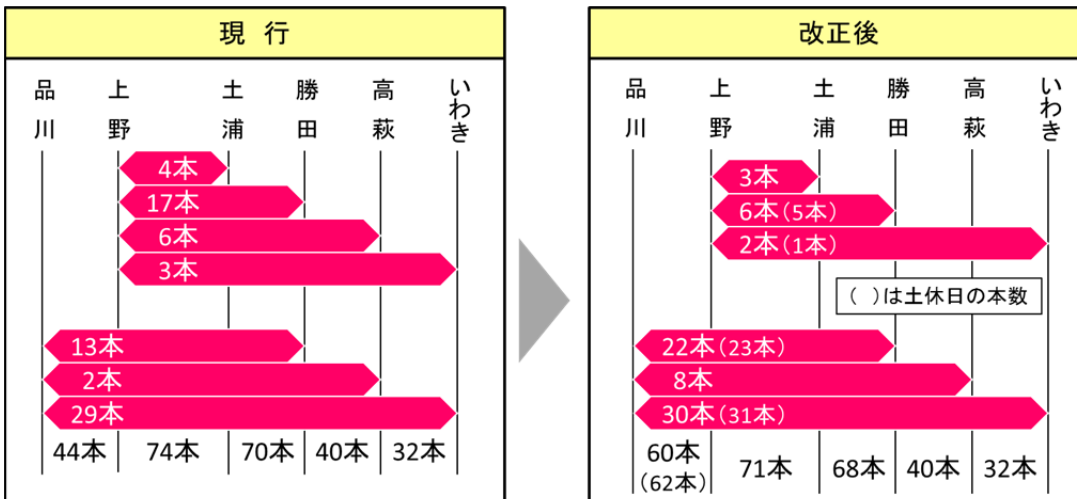 現 行
品川 上野 土浦 勝田 高萩 いわき
4本
17本
6本
3本
13本
2本
29本
44本 74本 70本 40本 32本
改正後
品川 上野 土浦 勝田 高萩 いわき
3本
6本(5本)
2本(1本)
( )は土休日の本数
22本(23本)
8本
30本(31本)
60本 71本 68本 40本 32本
(62本)